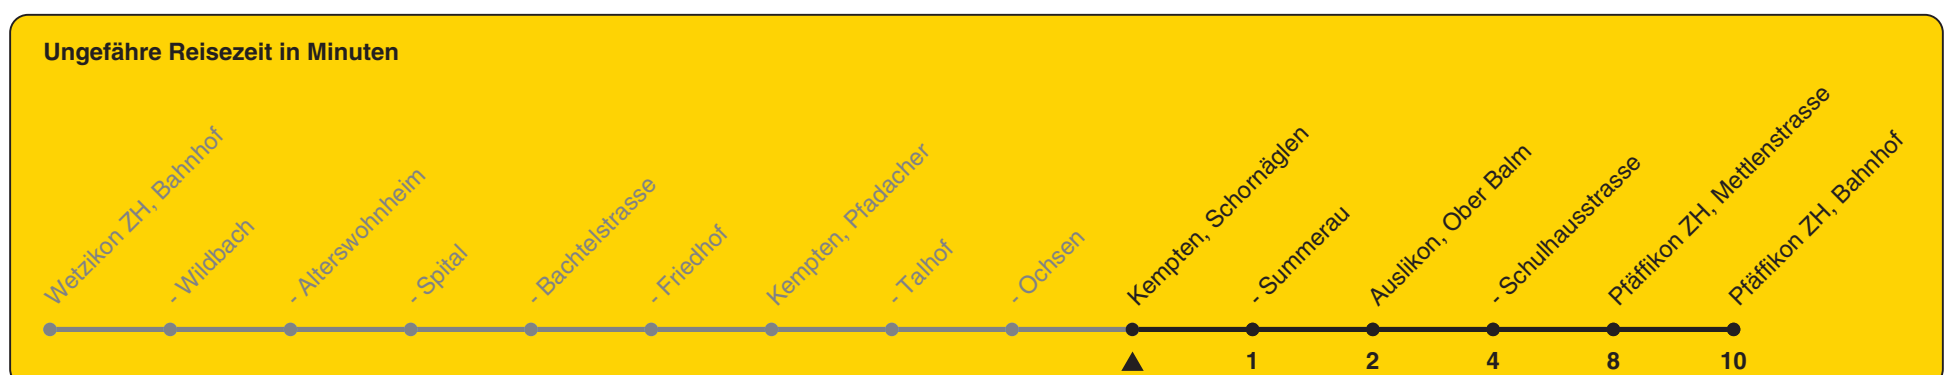 Ungefähre Reisezeit in Minuten
Wetzikon ZH, Bahnhof
- Wildbach
- Alterswohnheim
- Spital
- Bachtelstrasse
- Friedhof
Kempten, Pfadacher
- Talhof
- Ochsen
Kempten, Schornäglen
- Summerau
Auslikon, Ober Balm
- Schulhausstrasse
Pfäffikon ZH, Mettlenstrasse
Pfäffikon ZH, Bahnhof
1 2 4 8 10